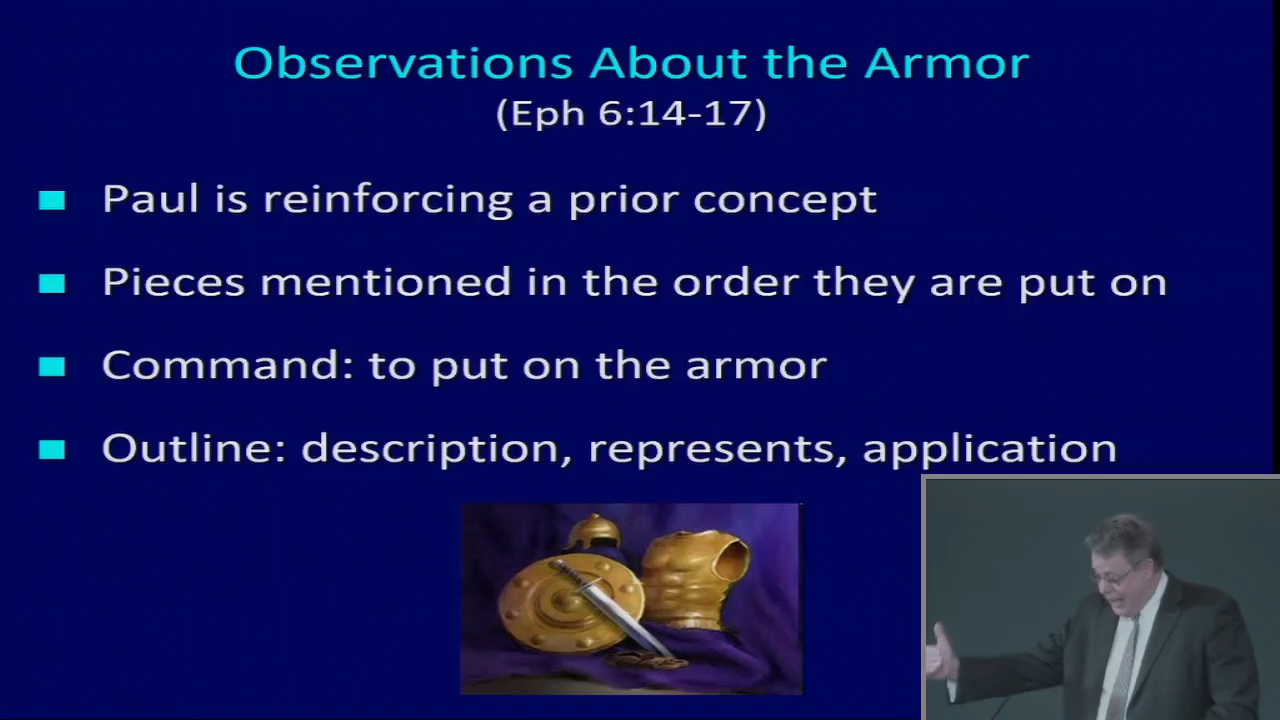 Observations About the Armor
(Eph 6:14-17)
Paul is reinforcing a prior concept
Pieces mentioned in the order they are put on
Command: to put on the armor
Outline: description, represents, application